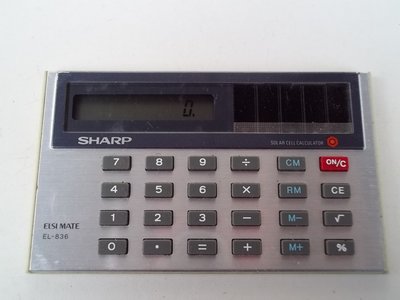 0.
SHARP
SOLAR CELL CALCULATOR
7 8 9 ÷ CM ON/C
4 5 6 × RM CE
1 2 3 − M− √
0 • = + M+ %
ELSI MATE
EL-836